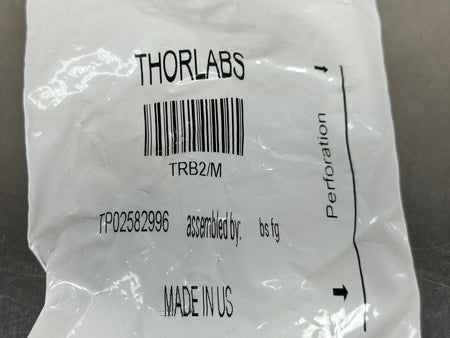 THORLABS
TRB2/M
TP02582996 assembled by: bs fg
MADE IN US
Perforation